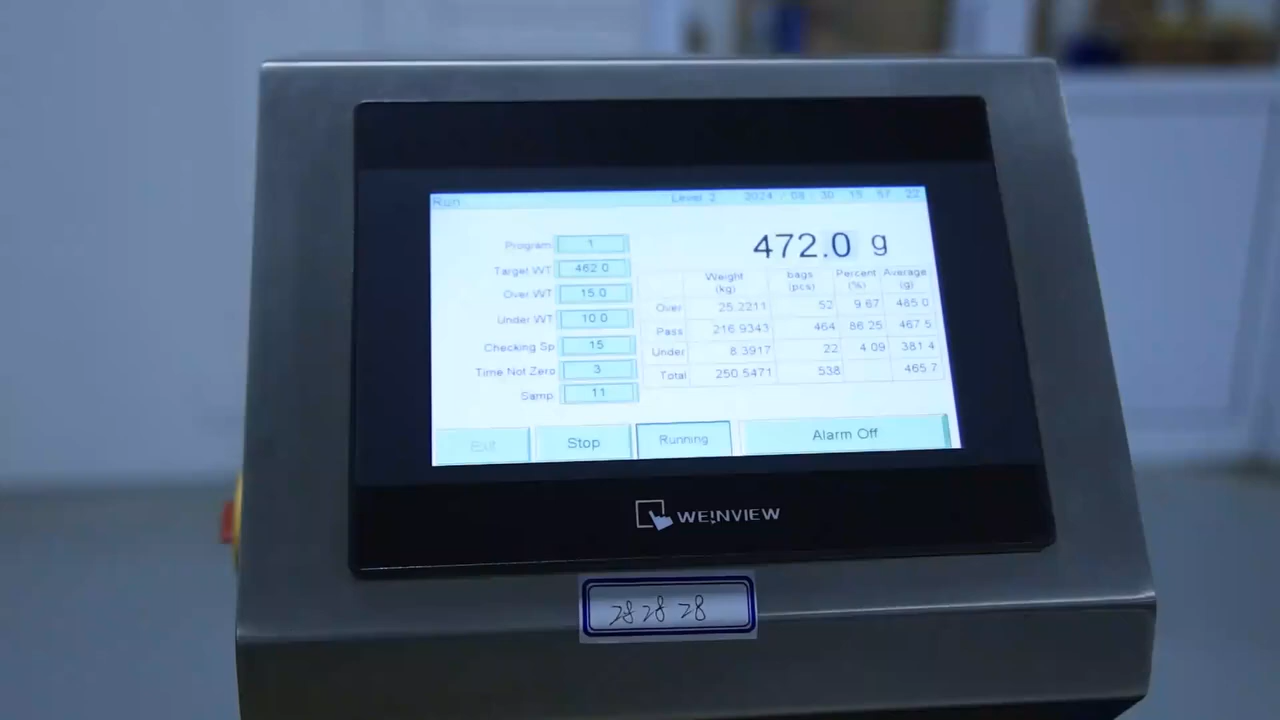 Run Level 2 2024 / 08 / 30 15 57 22
472.0 g
Program 1
Target WT 462.0
Over WT 15.0
Under WT 10.0
Checking Sp 15
Time Not Zero 3
Samp. 11
Weight (kg) bags (pcs) Percent (%) Average (g)
Over 25.2211 52 9.67 485.0
Pass 216.9343 464 86.25 467.5
Under 8.3917 22 4.09 381.4
Total 250.5471 538 465.7
Exit Stop Running Alarm Off
WEINVIEW
28 28 28